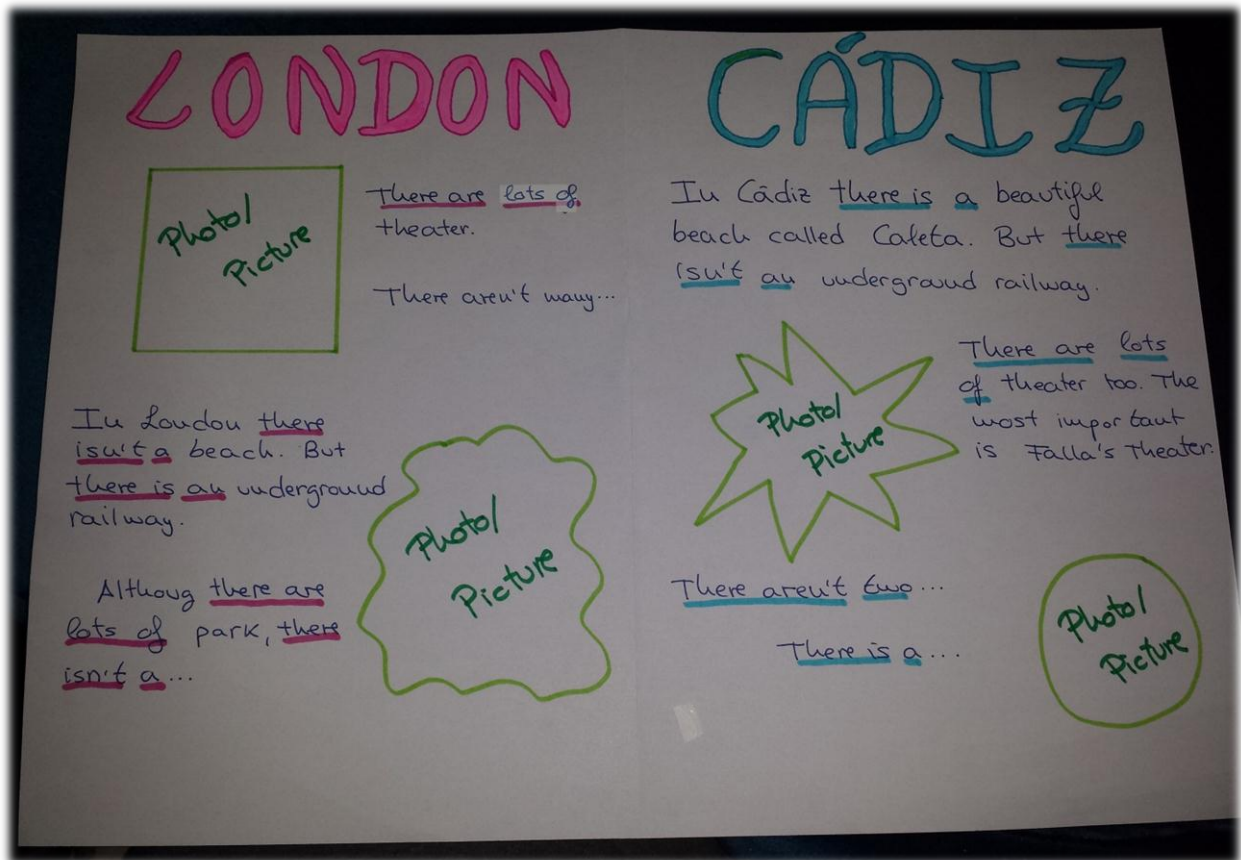 LONDON
Photo/
Picture
There are lots of
theater.
There aren't many...
In London there
isn't a beach. But
there is an underground
railway.
Photo/
Picture
Althoug there are
lots of park, there
isn't a...
CÁDIZ
In Cádiz there is a beautiful
beach called Caleta. But there
isn't an underground railway.
Photo/
Picture
There are lots
of theater too. The
most important
is Falla's Theater.
There aren't two...
There is a...
Photo/
Picture